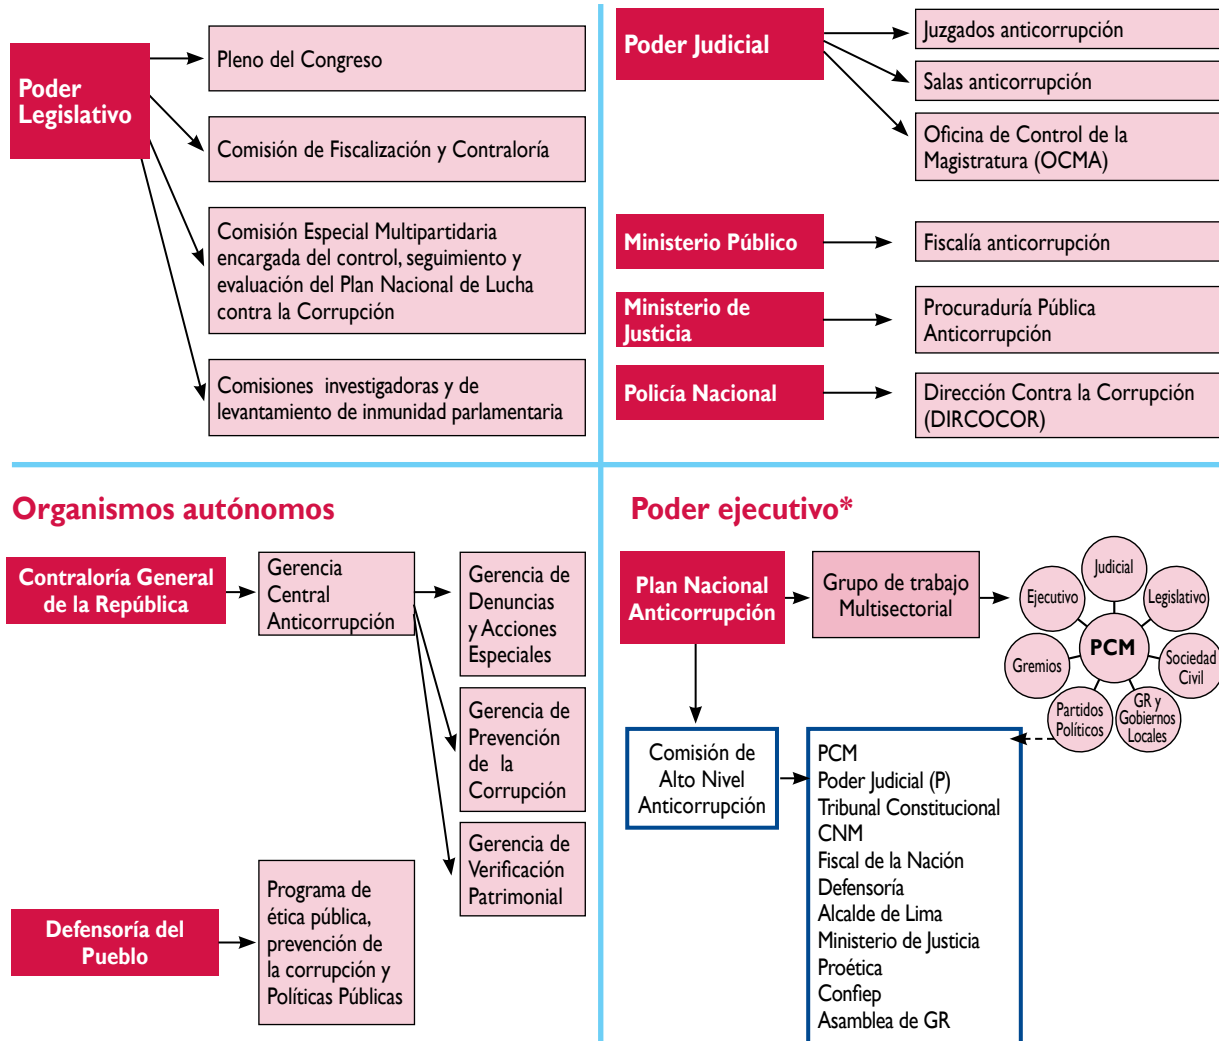 Poder
Legislativo
Pleno del Congreso
Comisión de Fiscalización y Contraloría
Comisión Especial Multipartidaria
encargada del control, seguimiento y
evaluación del Plan Nacional de Lucha
contra la Corrupción
Comisiones investigadoras y de
levantamiento de inmunidad parlamentaria
Poder Judicial
Juzgados anticorrupción
Salas anticorrupción
Oficina de Control de la
Magistratura (OCMA)
Ministerio Público
Fiscalía anticorrupción
Ministerio de
Justicia
Procuraduría Pública
Anticorrupción
Policía Nacional
Dirección Contra la Corrupción
(DIRCOCOR)
Organismos autónomos
Contraloría General
de la República
Gerencia
Central
Anticorrupción
Gerencia de
Denuncias
y Acciones
Especiales
Gerencia de
Prevención
de la
Corrupción
Gerencia de
Verificación
Patrimonial
Defensoría del
Pueblo
Programa de
ética pública,
prevención de
la corrupción y
Políticas Públicas
Poder ejecutivo*
Plan Nacional
Anticorrupción
Grupo de trabajo
Multisectorial
Judicial
Ejecutivo
Legislativo
PCM
Gremios
Sociedad
Civil
Partidos
Políticos
GR y
Gobiernos
Locales
Comisión de
Alto Nivel
Anticorrupción
PCM
Poder Judicial (P)
Tribunal Constitucional
CNM
Fiscal de la Nación
Defensoría
Alcalde de Lima
Ministerio de Justicia
Proética
Confiep
Asamblea de GR